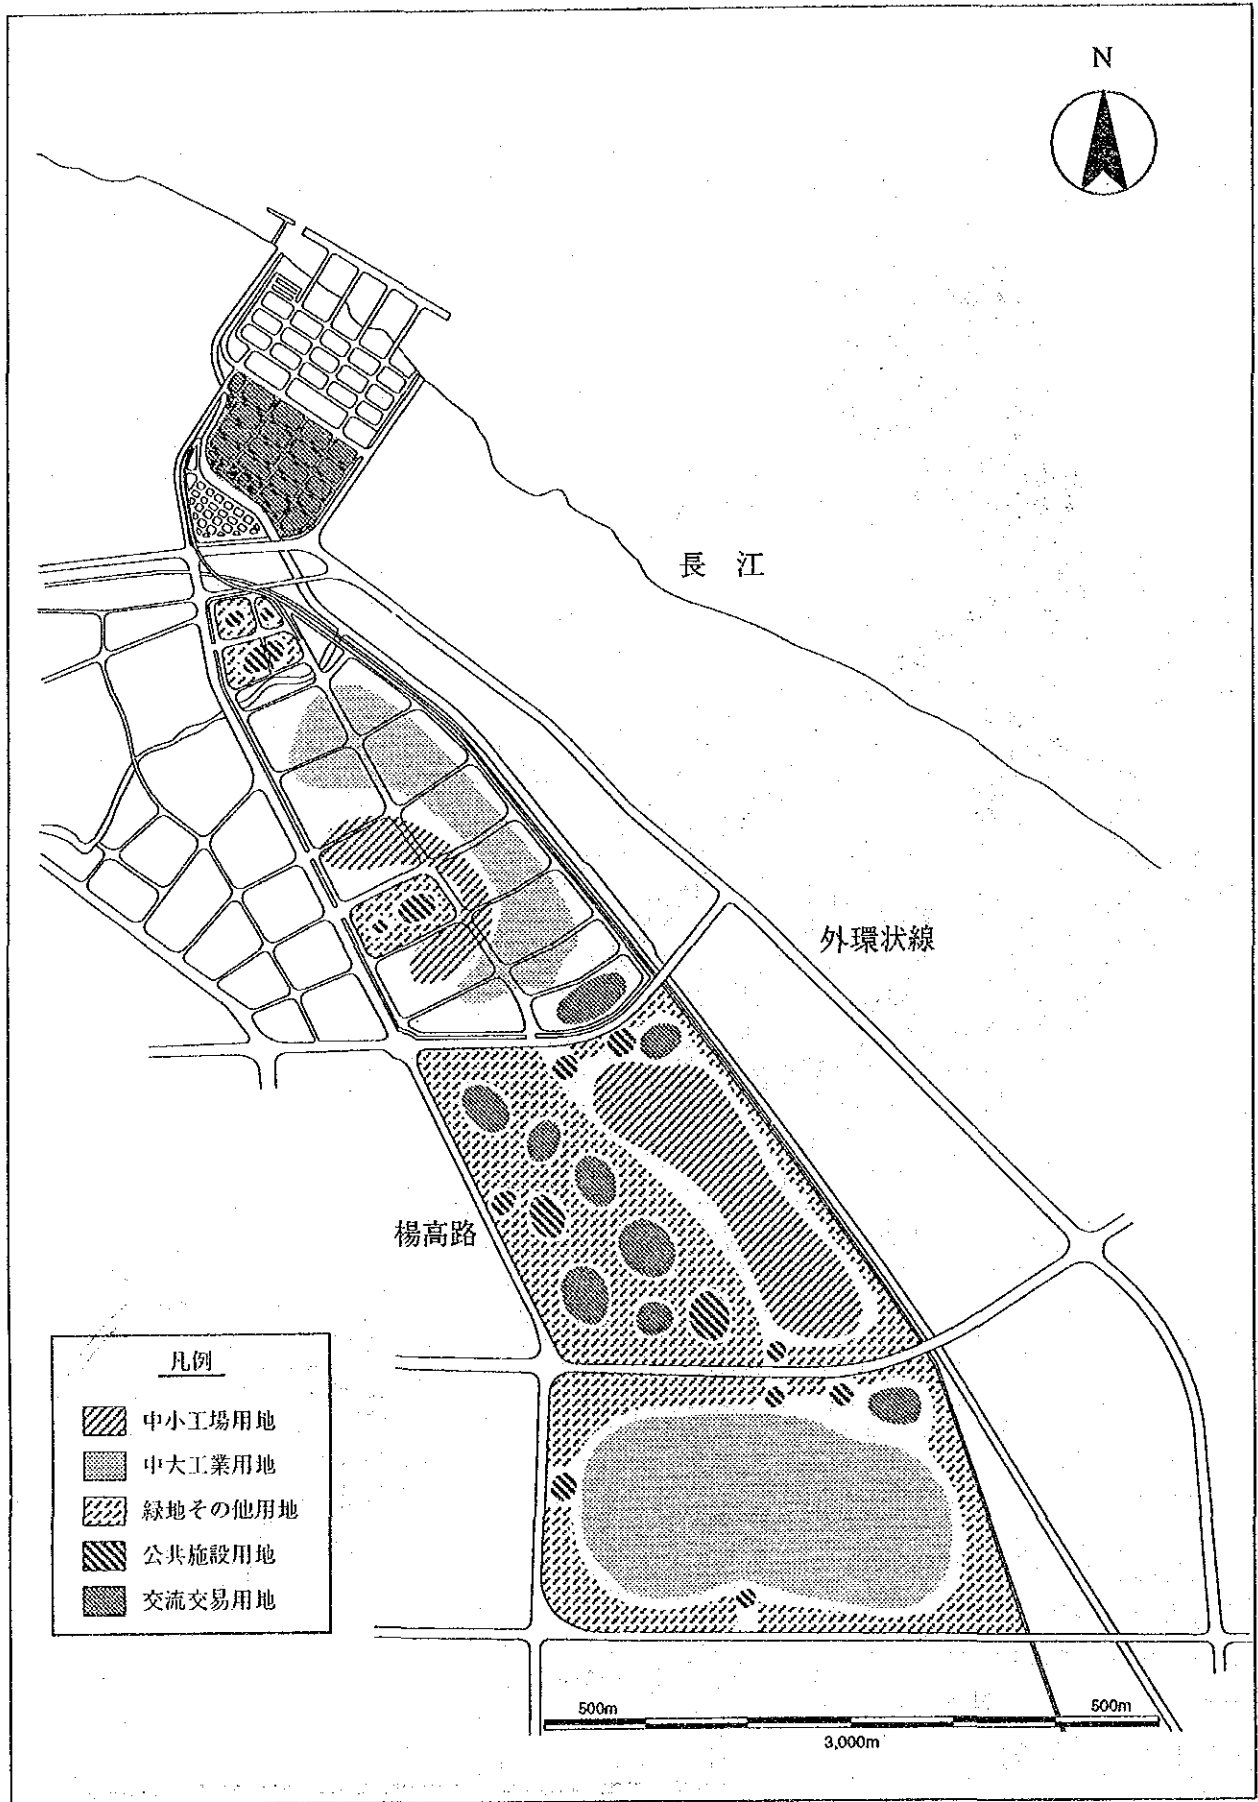 N
長江
外環状線
楊高路
凡例
中小工場用地
中大工業用地
緑地その他用地
公共施設用地
交流交易用地
500m
500m
3,000m